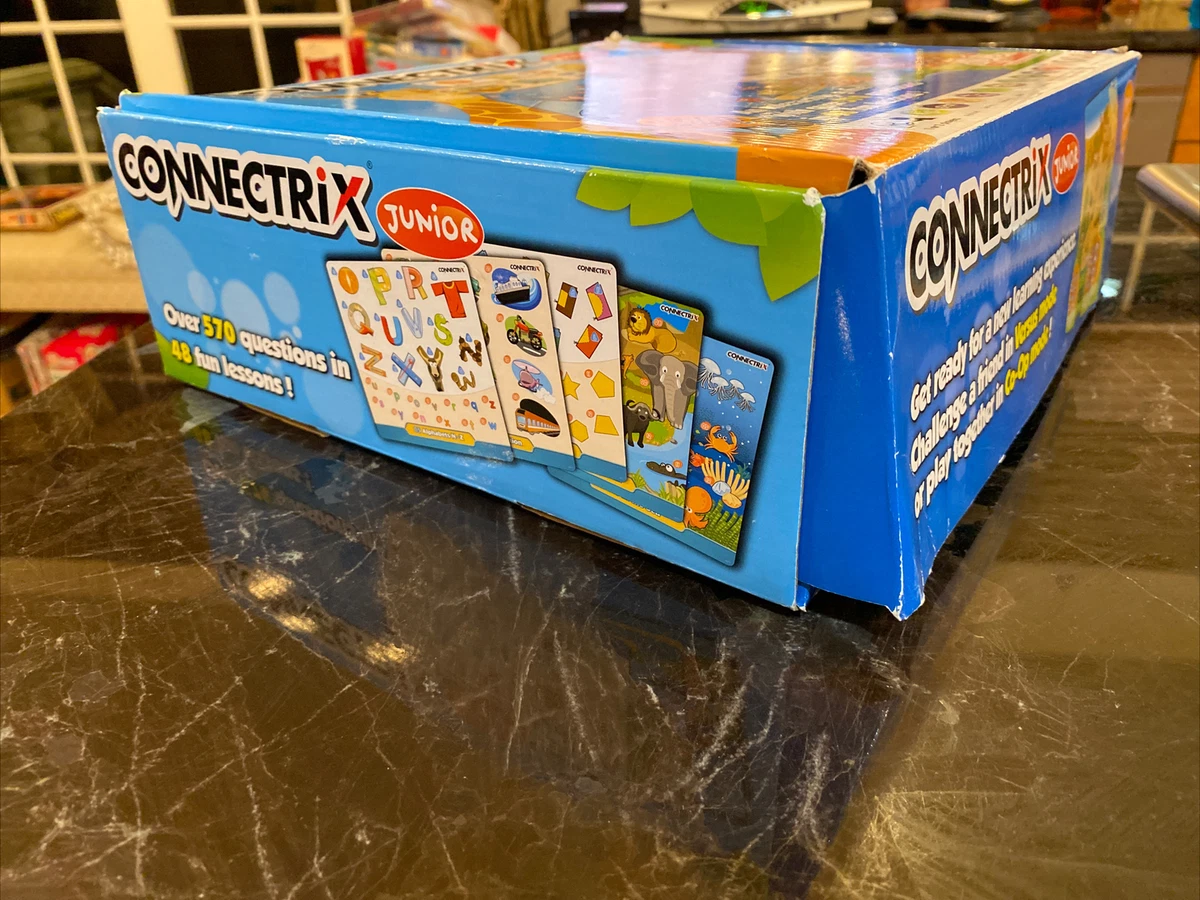 CONNECTRIX®
JUNIOR
Over 570 questions in
48 fun lessons !
CONNECTRIX
CONNECTRIX
CONNECTRIX
CONNECTRIX
CONNECTRIX
O P R T
Q U V S
Z X Y N W
CONNECTRIX
JUNIOR
Get ready for a new learning experience.
Challenge a friend in Versus mode
or play together in Co-Op mode !